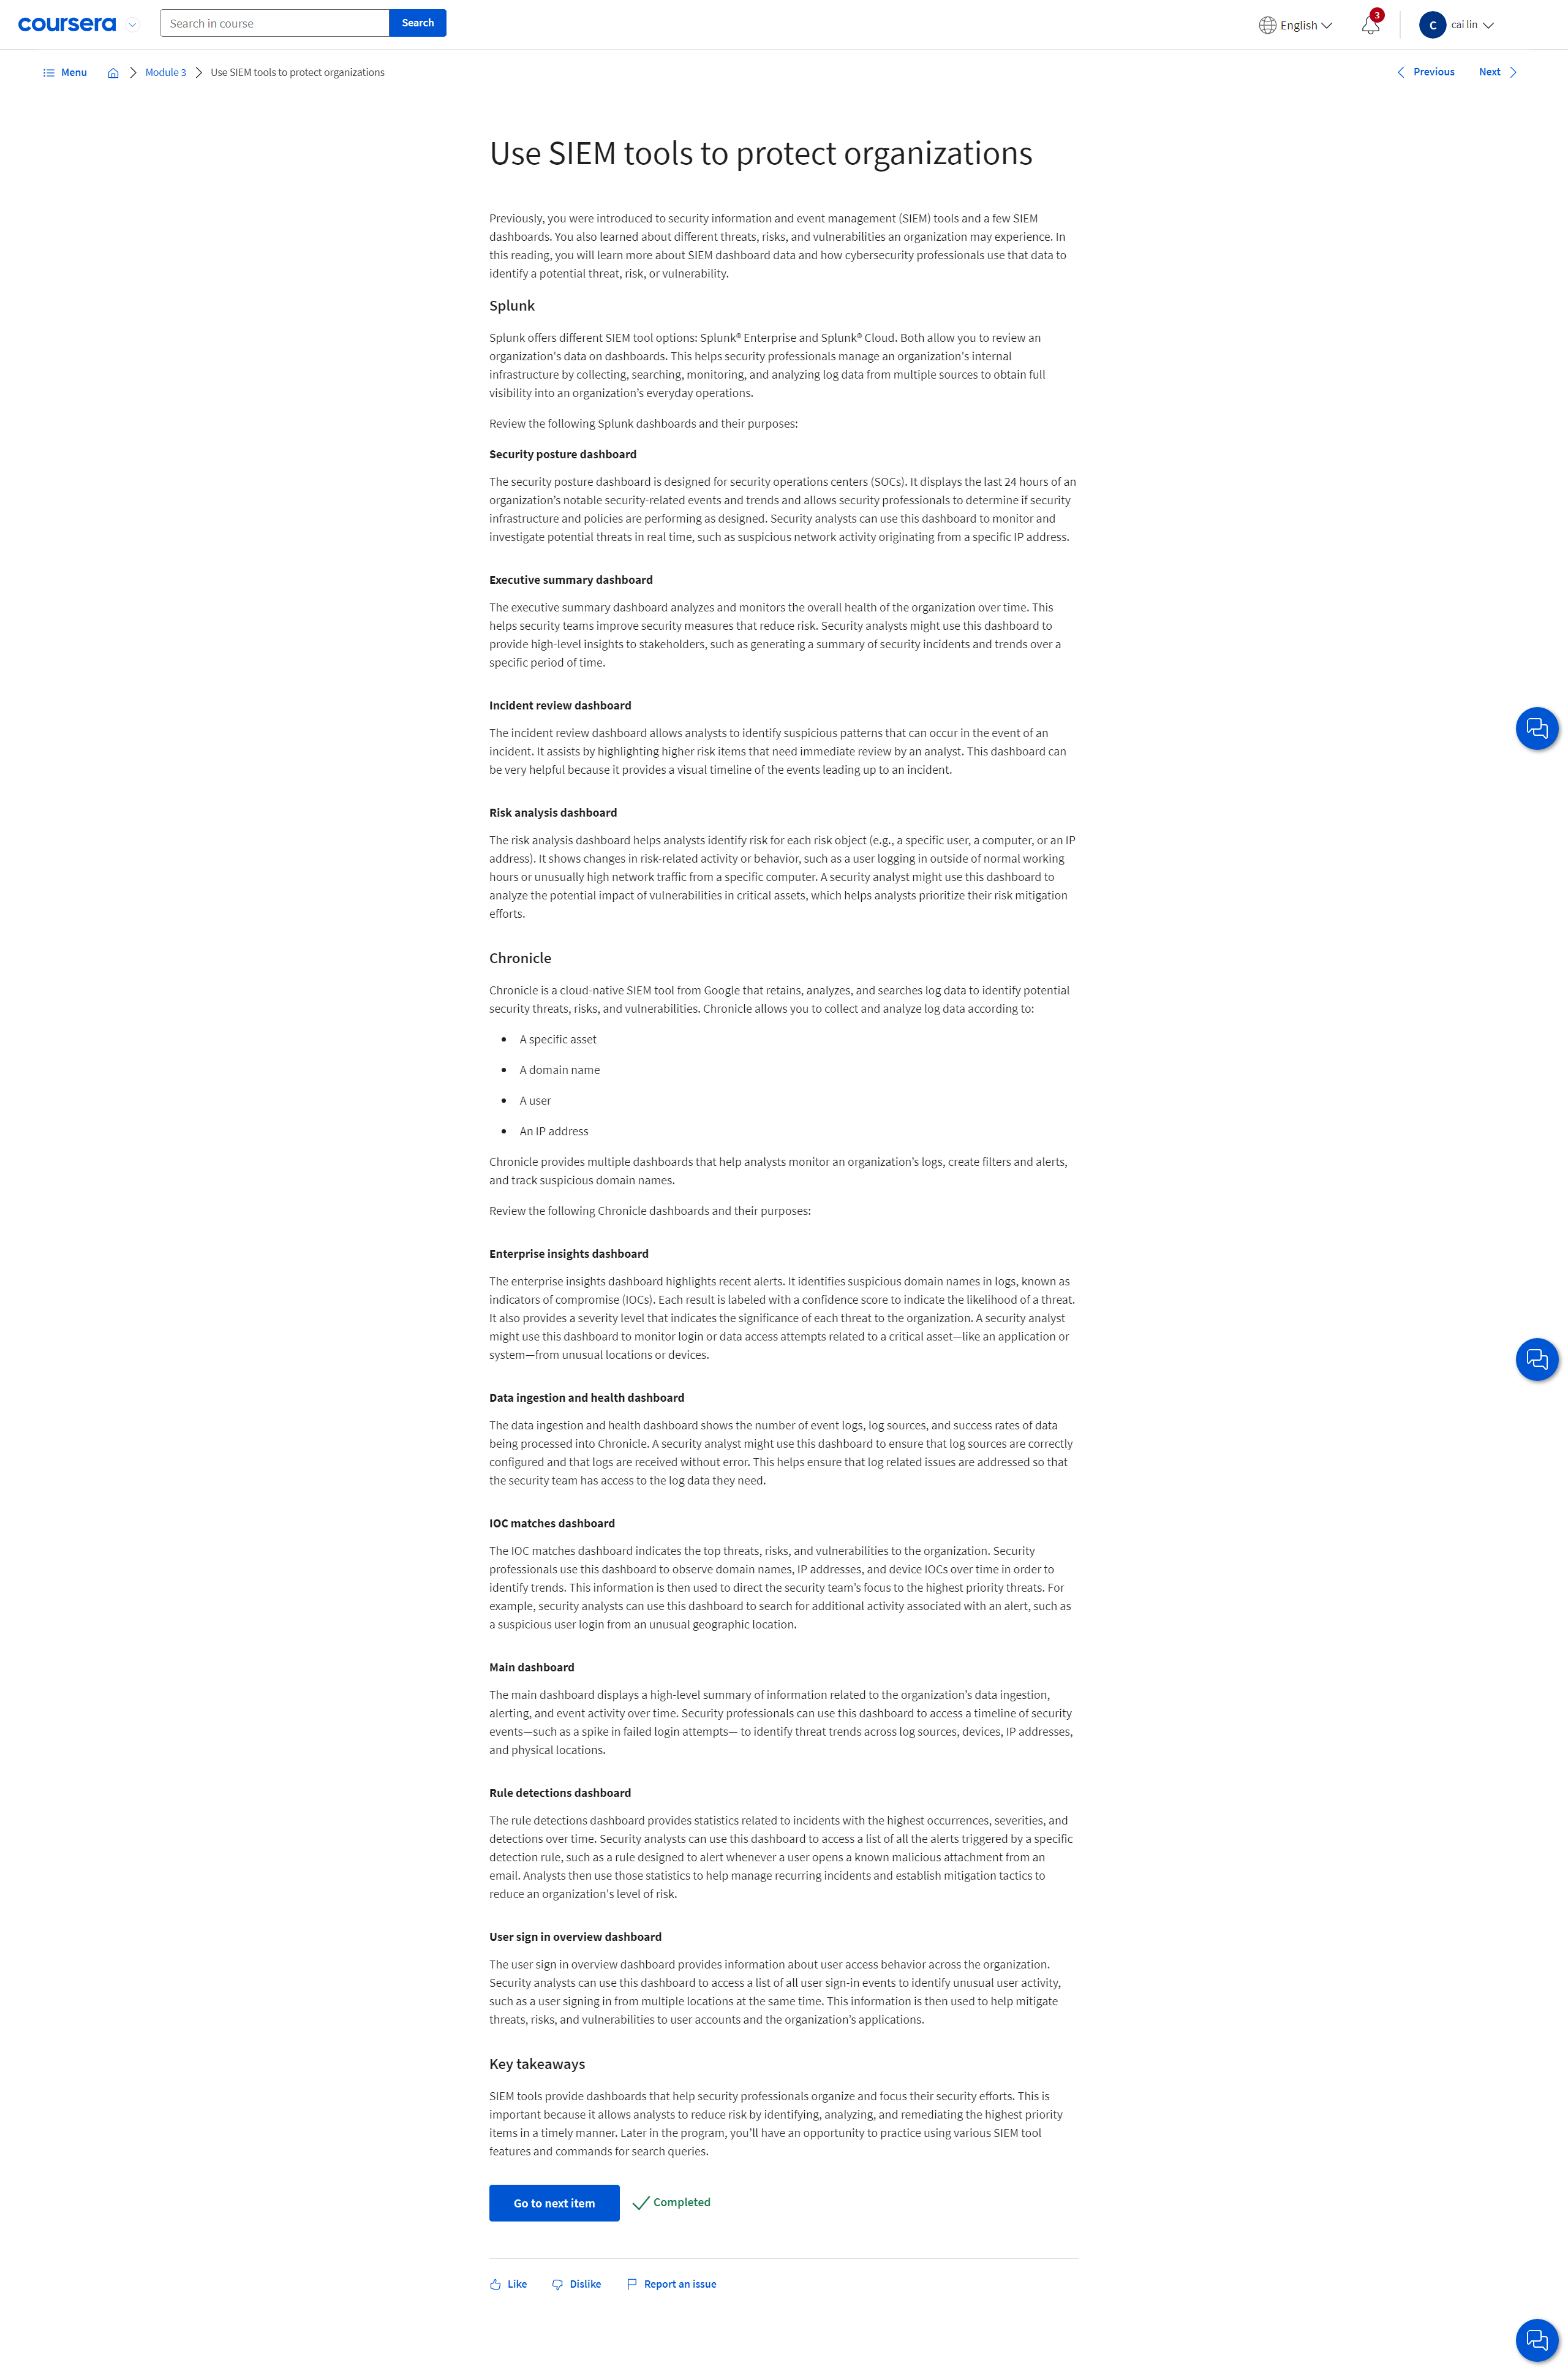 coursera
Search in course
Search
English
3
C
cai lin
Menu
Module 3
Use SIEM tools to protect organizations
Previous
Next
Use SIEM tools to protect organizations
Previously, you were introduced to security information and event management (SIEM) tools and a few SIEM
dashboards. You also learned about different threats, risks, and vulnerabilities an organization may experience. In
this reading, you will learn more about SIEM dashboard data and how cybersecurity professionals use that data to
identify a potential threat, risk, or vulnerability.
Splunk
Splunk offers different SIEM tool options: Splunk® Enterprise and Splunk® Cloud. Both allow you to review an
organization's data on dashboards. This helps security professionals manage an organization's internal
infrastructure by collecting, searching, monitoring, and analyzing log data from multiple sources to obtain full
visibility into an organization’s everyday operations.
Review the following Splunk dashboards and their purposes:
Security posture dashboard
The security posture dashboard is designed for security operations centers (SOCs). It displays the last 24 hours of an
organization’s notable security-related events and trends and allows security professionals to determine if security
infrastructure and policies are performing as designed. Security analysts can use this dashboard to monitor and
investigate potential threats in real time, such as suspicious network activity originating from a specific IP address.
Executive summary dashboard
The executive summary dashboard analyzes and monitors the overall health of the organization over time. This
helps security teams improve security measures that reduce risk. Security analysts might use this dashboard to
provide high-level insights to stakeholders, such as generating a summary of security incidents and trends over a
specific period of time.
Incident review dashboard
The incident review dashboard allows analysts to identify suspicious patterns that can occur in the event of an
incident. It assists by highlighting higher risk items that need immediate review by an analyst. This dashboard can
be very helpful because it provides a visual timeline of the events leading up to an incident.
Risk analysis dashboard
The risk analysis dashboard helps analysts identify risk for each risk object (e.g., a specific user, a computer, or an IP
address). It shows changes in risk-related activity or behavior, such as a user logging in outside of normal working
hours or unusually high network traffic from a specific computer. A security analyst might use this dashboard to
analyze the potential impact of vulnerabilities in critical assets, which helps analysts prioritize their risk mitigation
efforts.
Chronicle
Chronicle is a cloud-native SIEM tool from Google that retains, analyzes, and searches log data to identify potential
security threats, risks, and vulnerabilities. Chronicle allows you to collect and analyze log data according to:
• A specific asset
• A domain name
• A user
• An IP address
Chronicle provides multiple dashboards that help analysts monitor an organization’s logs, create filters and alerts,
and track suspicious domain names.
Review the following Chronicle dashboards and their purposes:
Enterprise insights dashboard
The enterprise insights dashboard highlights recent alerts. It identifies suspicious domain names in logs, known as
indicators of compromise (IOCs). Each result is labeled with a confidence score to indicate the likelihood of a threat.
It also provides a severity level that indicates the significance of each threat to the organization. A security analyst
might use this dashboard to monitor login or data access attempts related to a critical asset—like an application or
system—from unusual locations or devices.
Data ingestion and health dashboard
The data ingestion and health dashboard shows the number of event logs, log sources, and success rates of data
being processed into Chronicle. A security analyst might use this dashboard to ensure that log sources are correctly
configured and that logs are received without error. This helps ensure that log related issues are addressed so that
the security team has access to the log data they need.
IOC matches dashboard
The IOC matches dashboard indicates the top threats, risks, and vulnerabilities to the organization. Security
professionals use this dashboard to observe domain names, IP addresses, and device IOCs over time in order to
identify trends. This information is then used to direct the security team’s focus to the highest priority threats. For
example, security analysts can use this dashboard to search for additional activity associated with an alert, such as
a suspicious user login from an unusual geographic location.
Main dashboard
The main dashboard displays a high-level summary of information related to the organization’s data ingestion,
alerting, and event activity over time. Security professionals can use this dashboard to access a timeline of security
events—such as a spike in failed login attempts— to identify threat trends across log sources, devices, IP addresses,
and physical locations.
Rule detections dashboard
The rule detections dashboard provides statistics related to incidents with the highest occurrences, severities, and
detections over time. Security analysts can use this dashboard to access a list of all the alerts triggered by a specific
detection rule, such as a rule designed to alert whenever a user opens a known malicious attachment from an
email. Analysts then use those statistics to help manage recurring incidents and establish mitigation tactics to
reduce an organization's level of risk.
User sign in overview dashboard
The user sign in overview dashboard provides information about user access behavior across the organization.
Security analysts can use this dashboard to access a list of all user sign-in events to identify unusual user activity,
such as a user signing in from multiple locations at the same time. This information is then used to help mitigate
threats, risks, and vulnerabilities to user accounts and the organization’s applications.
Key takeaways
SIEM tools provide dashboards that help security professionals organize and focus their security efforts. This is
important because it allows analysts to reduce risk by identifying, analyzing, and remediating the highest priority
items in a timely manner. Later in the program, you’ll have an opportunity to practice using various SIEM tool
features and commands for search queries.
Go to next item
Completed
Like
Dislike
Report an issue